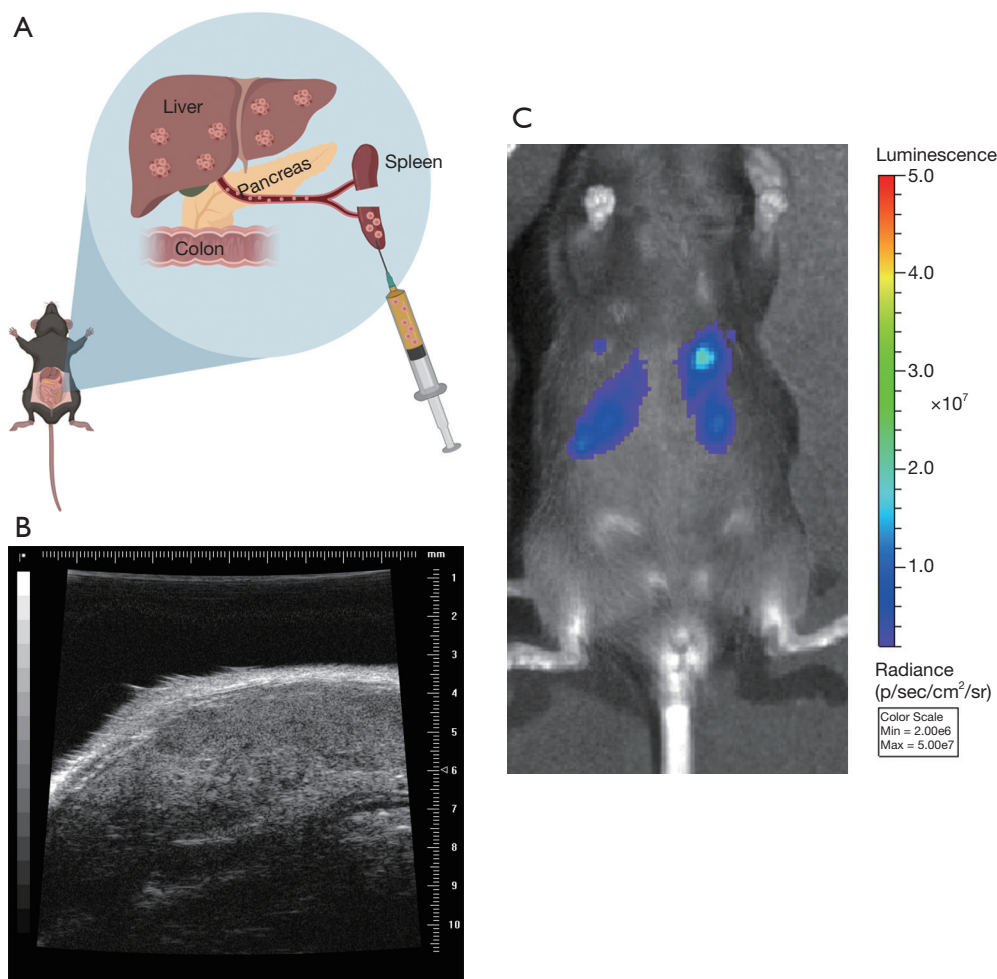 A
Liver
Spleen
Pancreas
Colon
B
mm
1
2
3
4
5
6
7
8
9
10
C
Luminescence
5.0
4.0
3.0
×10⁷
2.0
1.0
Radiance
(p/sec/cm²/sr)
Color Scale
Min = 2.00e6
Max = 5.00e7